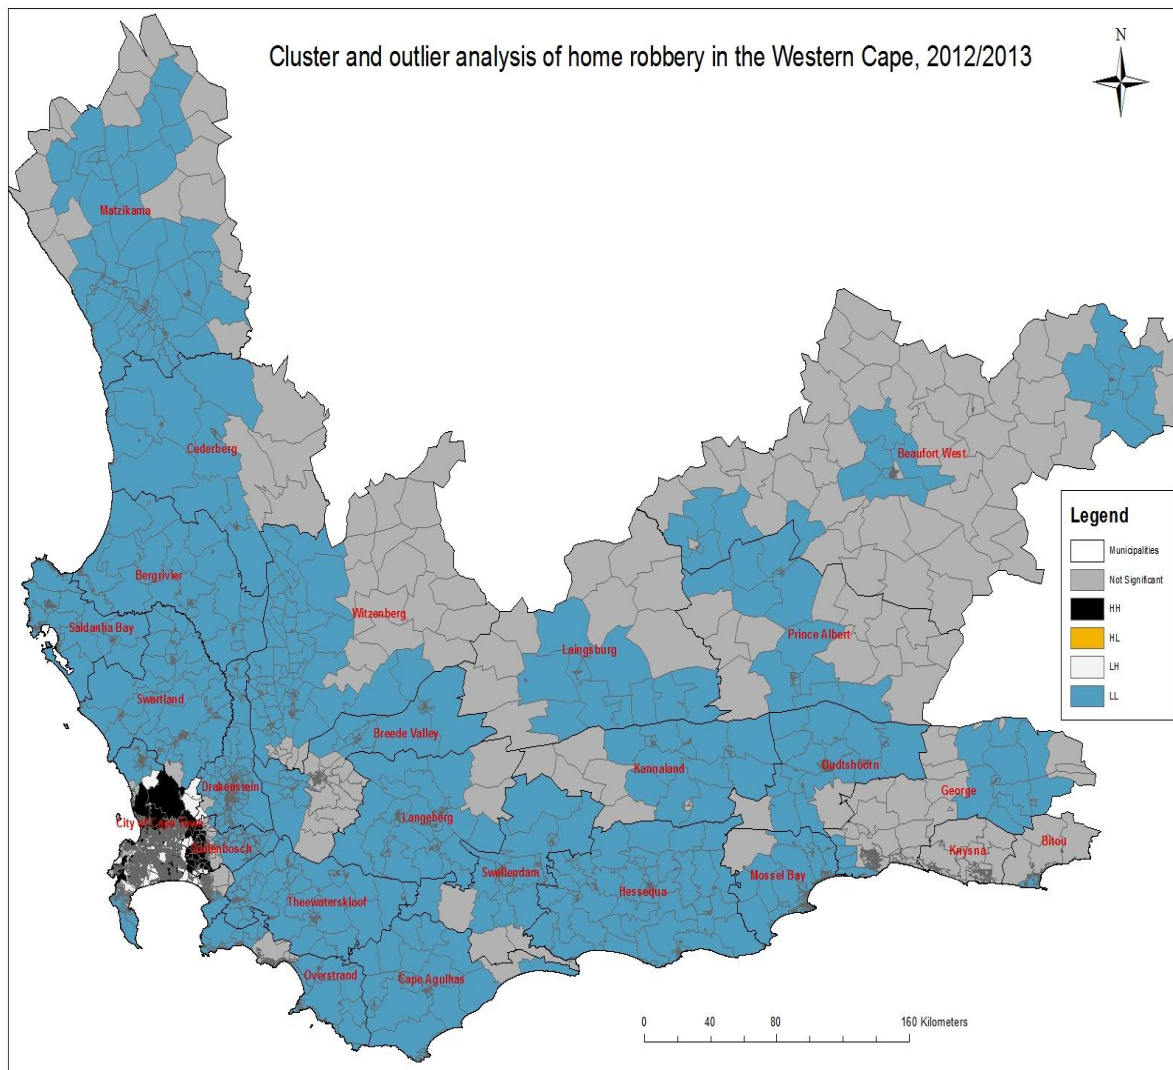 Cluster and outlier analysis of home robbery in the Western Cape, 2012/2013
N
Matzikama
Cederberg
Beaufort West
Bergrivier
Witzenberg
Saldanha Bay
Prince Albert
Laingsburg
Swartland
Breede Valley
Kannaland
Oudtshoorn
Drakenstein
George
City of Cape Town
Langeberg
Stellenbosch
Knysna
Bitou
Swellendam
Mossel Bay
Hessequa
Theewaterskloof
Overstrand
Cape Agulhas
Legend
Municipalities
Not Significant
HH
HL
LH
LL
0 40 80 160 Kilometers